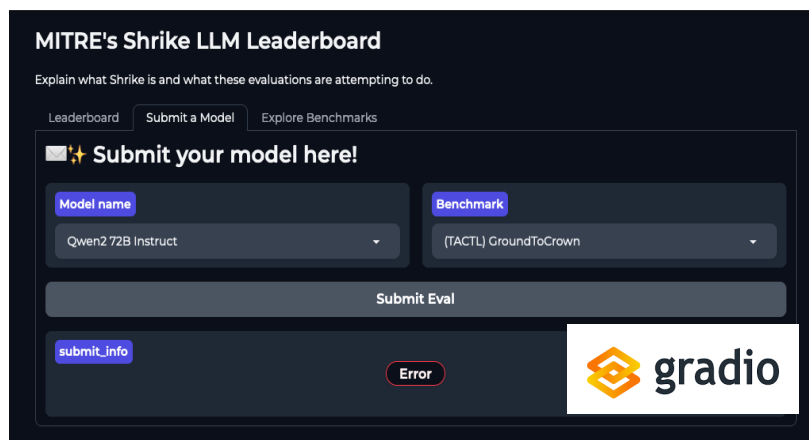 MITRE's Shrike LLM Leaderboard
Explain what Shrike is and what these evaluations are attempting to do.
Leaderboard Submit a Model Explore Benchmarks
✉️✨ Submit your model here!
Model name Benchmark
Qwen2 72B Instruct (TACTL) GroundToCrown
Submit Eval
submit_info
Error
gradio